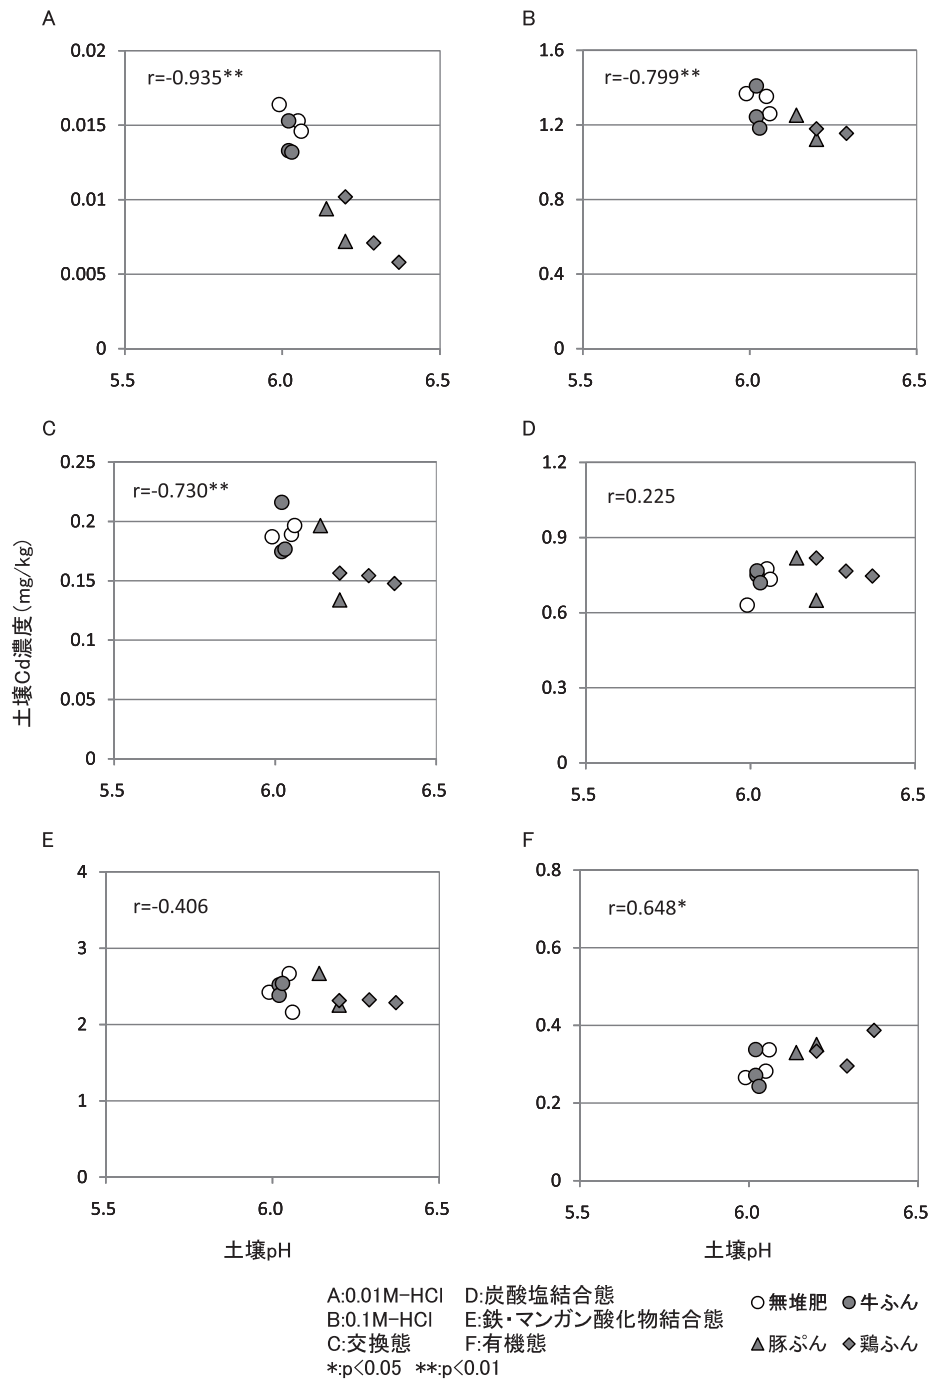 A
0.02
0.015
0.01
0.005
0
5.5 6.0 6.5
r=-0.935**
B
1.6
1.2
0.8
0.4
0
5.5 6.0 6.5
r=-0.799**
C
0.25
0.2
0.15
0.1
0.05
0
5.5 6.0 6.5
r=-0.730**
D
1.2
0.9
0.6
0.3
0
5.5 6.0 6.5
r=0.225
土壌Cd濃度(mg/kg)
E
4
3
2
1
0
5.5 6.0 6.5
r=-0.406
土壌pH
F
0.8
0.6
0.4
0.2
0
5.5 6.0 6.5
r=0.648*
土壌pH
A:0.01M-HCl D:炭酸塩結合態
B:0.1M-HCl E:鉄・マンガン酸化物結合態
C:交換態 F:有機態
*:p<0.05 **:p<0.01
無堆肥 牛ふん
豚ぷん 鶏ふん